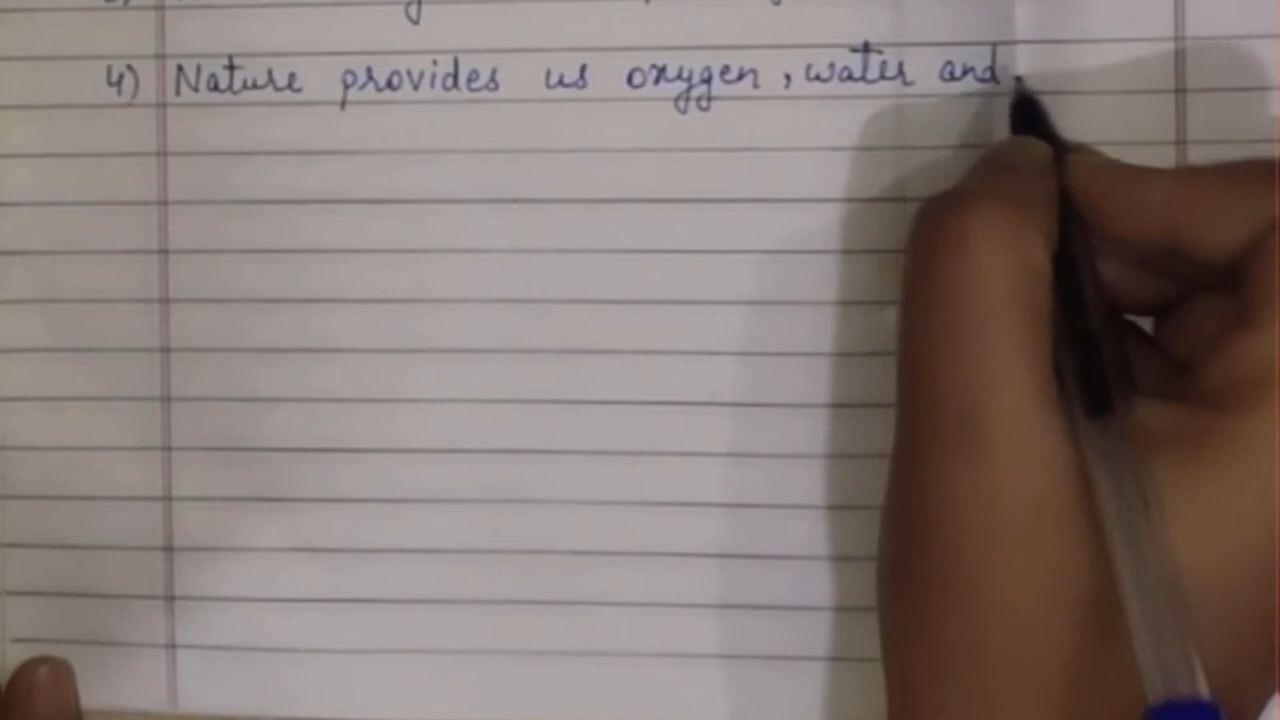 4) Nature provides us oxygen, water and